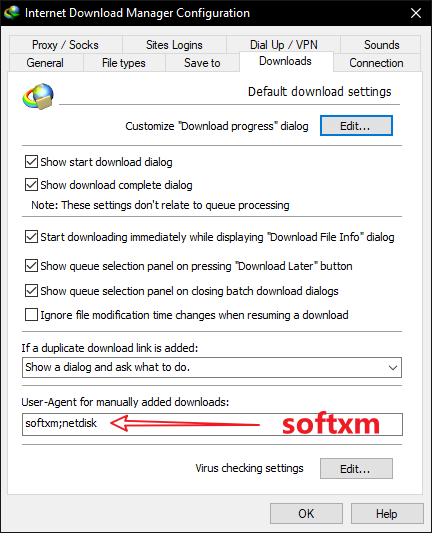 Internet Download Manager Configuration
Proxy / Socks
Sites Logins
Dial Up / VPN
Sounds
General
File types
Save to
Downloads
Connection
Default download settings
Customize "Download progress" dialog
Edit...
Show start download dialog
Show download complete dialog
Note: These settings don't relate to queue processing
Start downloading immediately while displaying "Download File Info" dialog
Show queue selection panel on pressing "Download Later" button
Show queue selection panel on closing batch download dialogs
Ignore file modification time changes when resuming a download
If a duplicate download link is added:
Show a dialog and ask what to do.
User-Agent for manually added downloads:
softxm;netdisk
softxm
Virus checking settings
Edit...
OK
Help